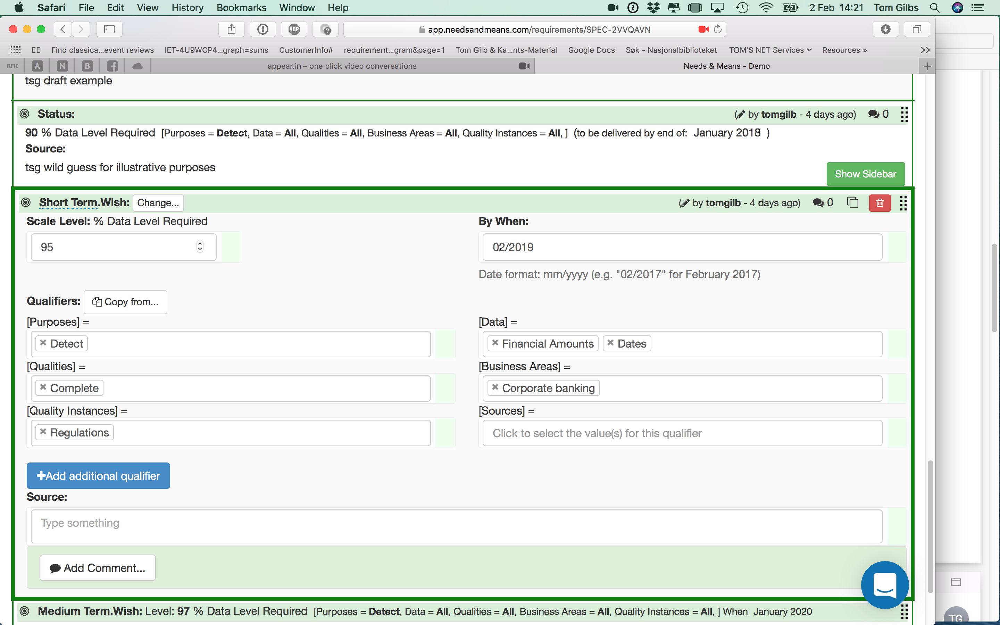 Safari File Edit View History Bookmarks Window Help 2 Feb 14:21 Tom Gilbs
ABP app.needsandmeans.com/requirements/SPEC-2VVQAVN
EE Find classica...event reviews IET-4U9WCP4...graph=sums CustomerInfo# requirement...gram&page=1 Tom Gilb & Ka...nts-Material Google Docs Søk - Nasjonalbiblioteket TOM'S NET Services Resources »
NRK A N B f appear.in – one click video conversations Needs & Means - Demo
tsg draft example
Status: (by tomgilb - 4 days ago) 0
90 % Data Level Required [Purposes = Detect, Data = All, Qualities = All, Business Areas = All, Quality Instances = All, ] (to be delivered by end of: January 2018 )
Source:
tsg wild guess for illustrative purposes
Show Sidebar
Short Term.Wish: Change... (by tomgilb - 4 days ago) 0
Scale Level: % Data Level Required By When:
95 02/2019
Date format: mm/yyyy (e.g. "02/2017" for February 2017)
Qualifiers: Copy from...
[Purposes] = [Data] =
× Detect × Financial Amounts × Dates
[Qualities] = [Business Areas] =
× Complete × Corporate banking
[Quality Instances] = [Sources] =
× Regulations Click to select the value(s) for this qualifier
+Add additional qualifier
Source:
Type something
Add Comment...
Medium Term.Wish: Level: 97 % Data Level Required [Purposes = Detect, Data = All, Qualities = All, Business Areas = All, Quality Instances = All, ] When January 2020
TG